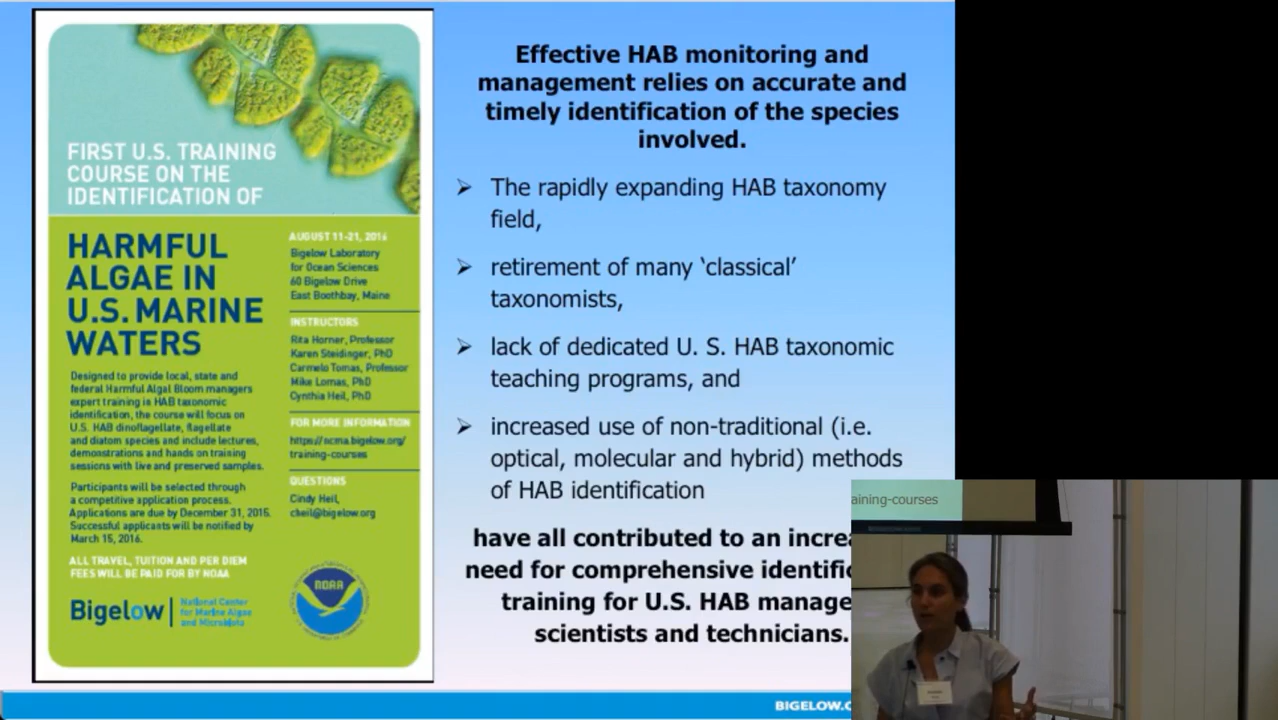 FIRST U.S. TRAINING
COURSE ON THE
IDENTIFICATION OF
HARMFUL
ALGAE IN
U.S. MARINE
WATERS
Designed to provide local, state and
federal Harmful Algal Bloom managers
expert training in HAB taxonomic
identification, the course will focus on
U.S. HAB dinoflagellate, flagellate
and diatom species and include lectures,
demonstrations and hands on training
sessions with live and preserved samples.
Participants will be selected through
a competitive application process.
Applications are due by December 31, 2015.
Successful applicants will be notified by
March 15, 2016.
ALL TRAVEL, TUITION AND PER DIEM
FEES WILL BE PAID FOR BY NOAA
Bigelow
National Center
for Marine Algae
and Microbiota
AUGUST 11-21, 2016
Bigelow Laboratory
for Ocean Sciences
60 Bigelow Drive
East Boothbay, Maine
INSTRUCTORS
Rita Horner, Professor
Karen Steidinger, PhD
Carmelo Tomas, Professor
Mike Lomas, PhD
Cynthia Heil, PhD
FOR MORE INFORMATION
https://ncma.bigelow.org/
training-courses
QUESTIONS
Cindy Heil,
cheil@bigelow.org
NOAA
Effective HAB monitoring and
management relies on accurate and
timely identification of the species
involved.
➢ The rapidly expanding HAB taxonomy
field,
➢ retirement of many ‘classical’
taxonomists,
➢ lack of dedicated U. S. HAB taxonomic
teaching programs, and
➢ increased use of non-traditional (i.e.
optical, molecular and hybrid) methods
of HAB identification
have all contributed to an increa
need for comprehensive identific
training for U.S. HAB manage
scientists and technicians.
BIGELOW.O
aining-courses